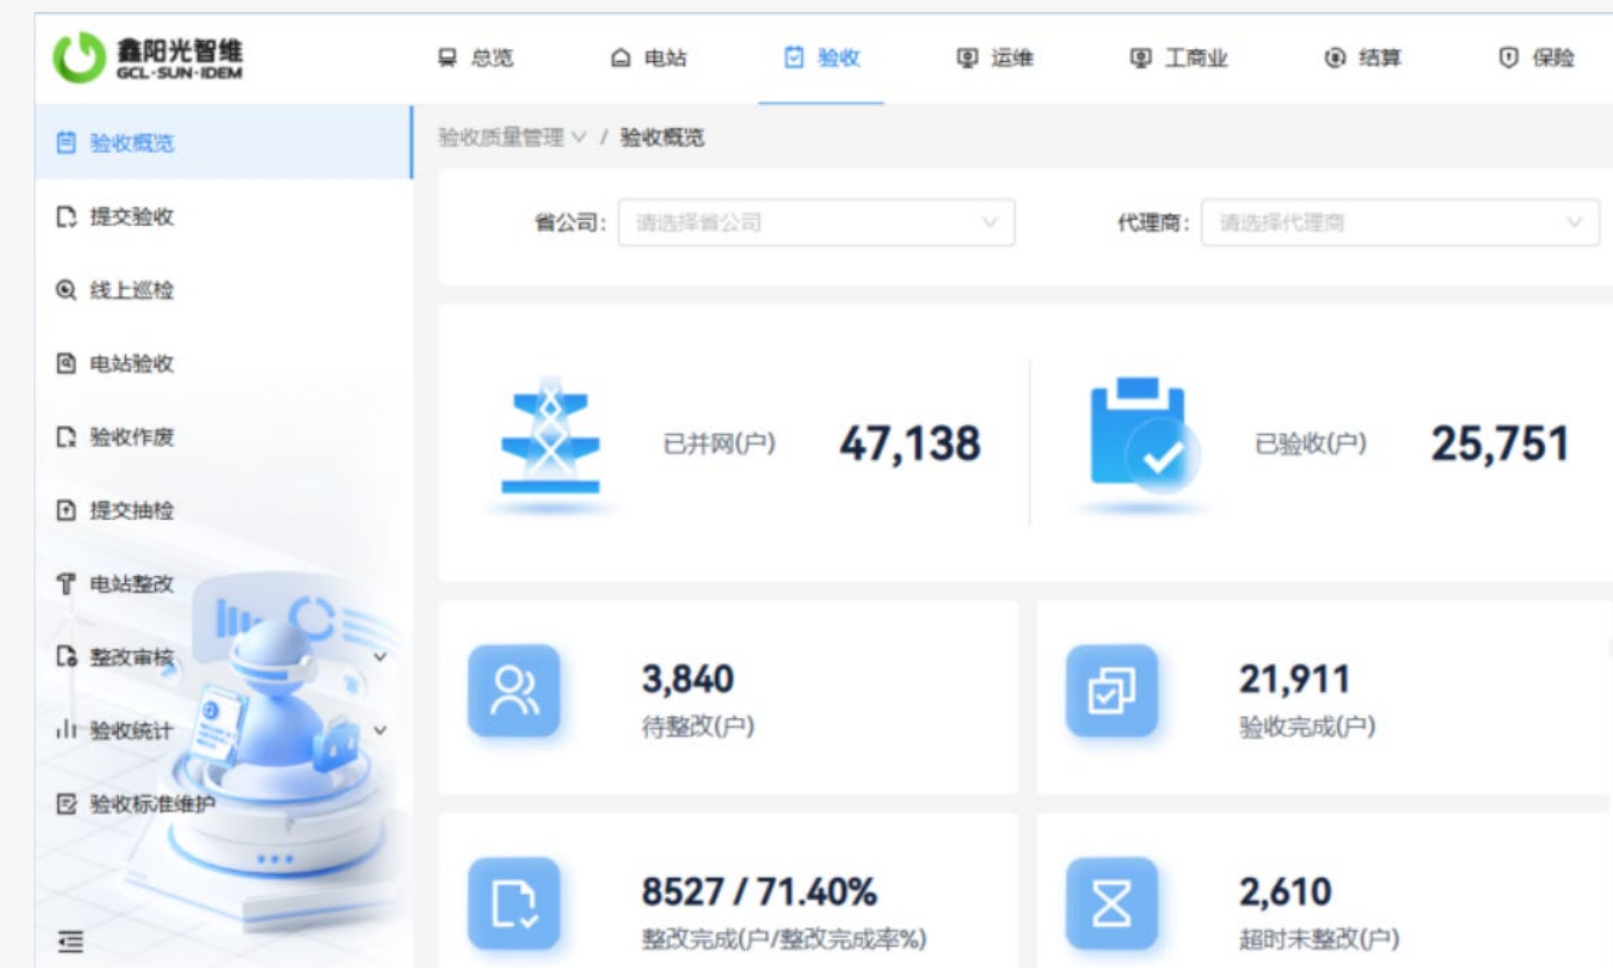 鑫阳光智维
GCL·SUN·IDEM
总览
电站
验收
运维
工商业
结算
保险
验收概览
提交验收
线上巡检
电站验收
验收作废
提交抽检
电站整改
整改审核
验收统计
验收标准维护
验收质量管理 / 验收概览
省公司: 请选择省公司
代理商: 请选择代理商
已并网(户) 47,138
已验收(户) 25,751
3,840
待整改(户)
21,911
验收完成(户)
8527 / 71.40%
整改完成(户/整改完成率%)
2,610
超时未整改(户)